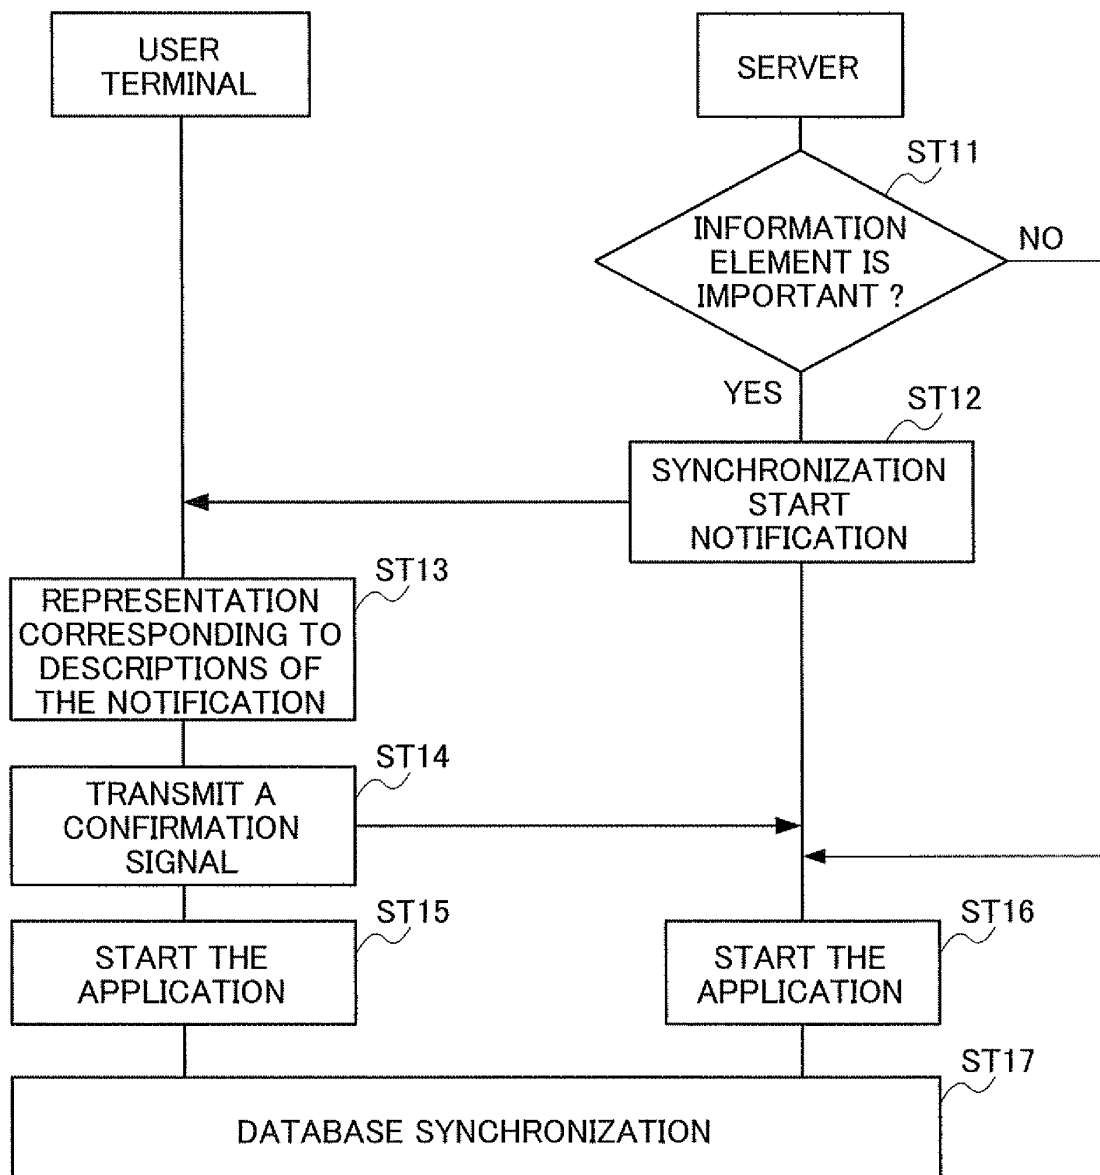 USER
TERMINAL
SERVER
ST11
INFORMATION
ELEMENT IS
IMPORTANT ?
NO
YES
ST12
SYNCHRONIZATION
START
NOTIFICATION
ST13
REPRESENTATION
CORRESPONDING TO
DESCRIPTIONS OF
THE NOTIFICATION
ST14
TRANSMIT A
CONFIRMATION
SIGNAL
ST15
START THE
APPLICATION
ST16
START THE
APPLICATION
ST17
DATABASE SYNCHRONIZATION